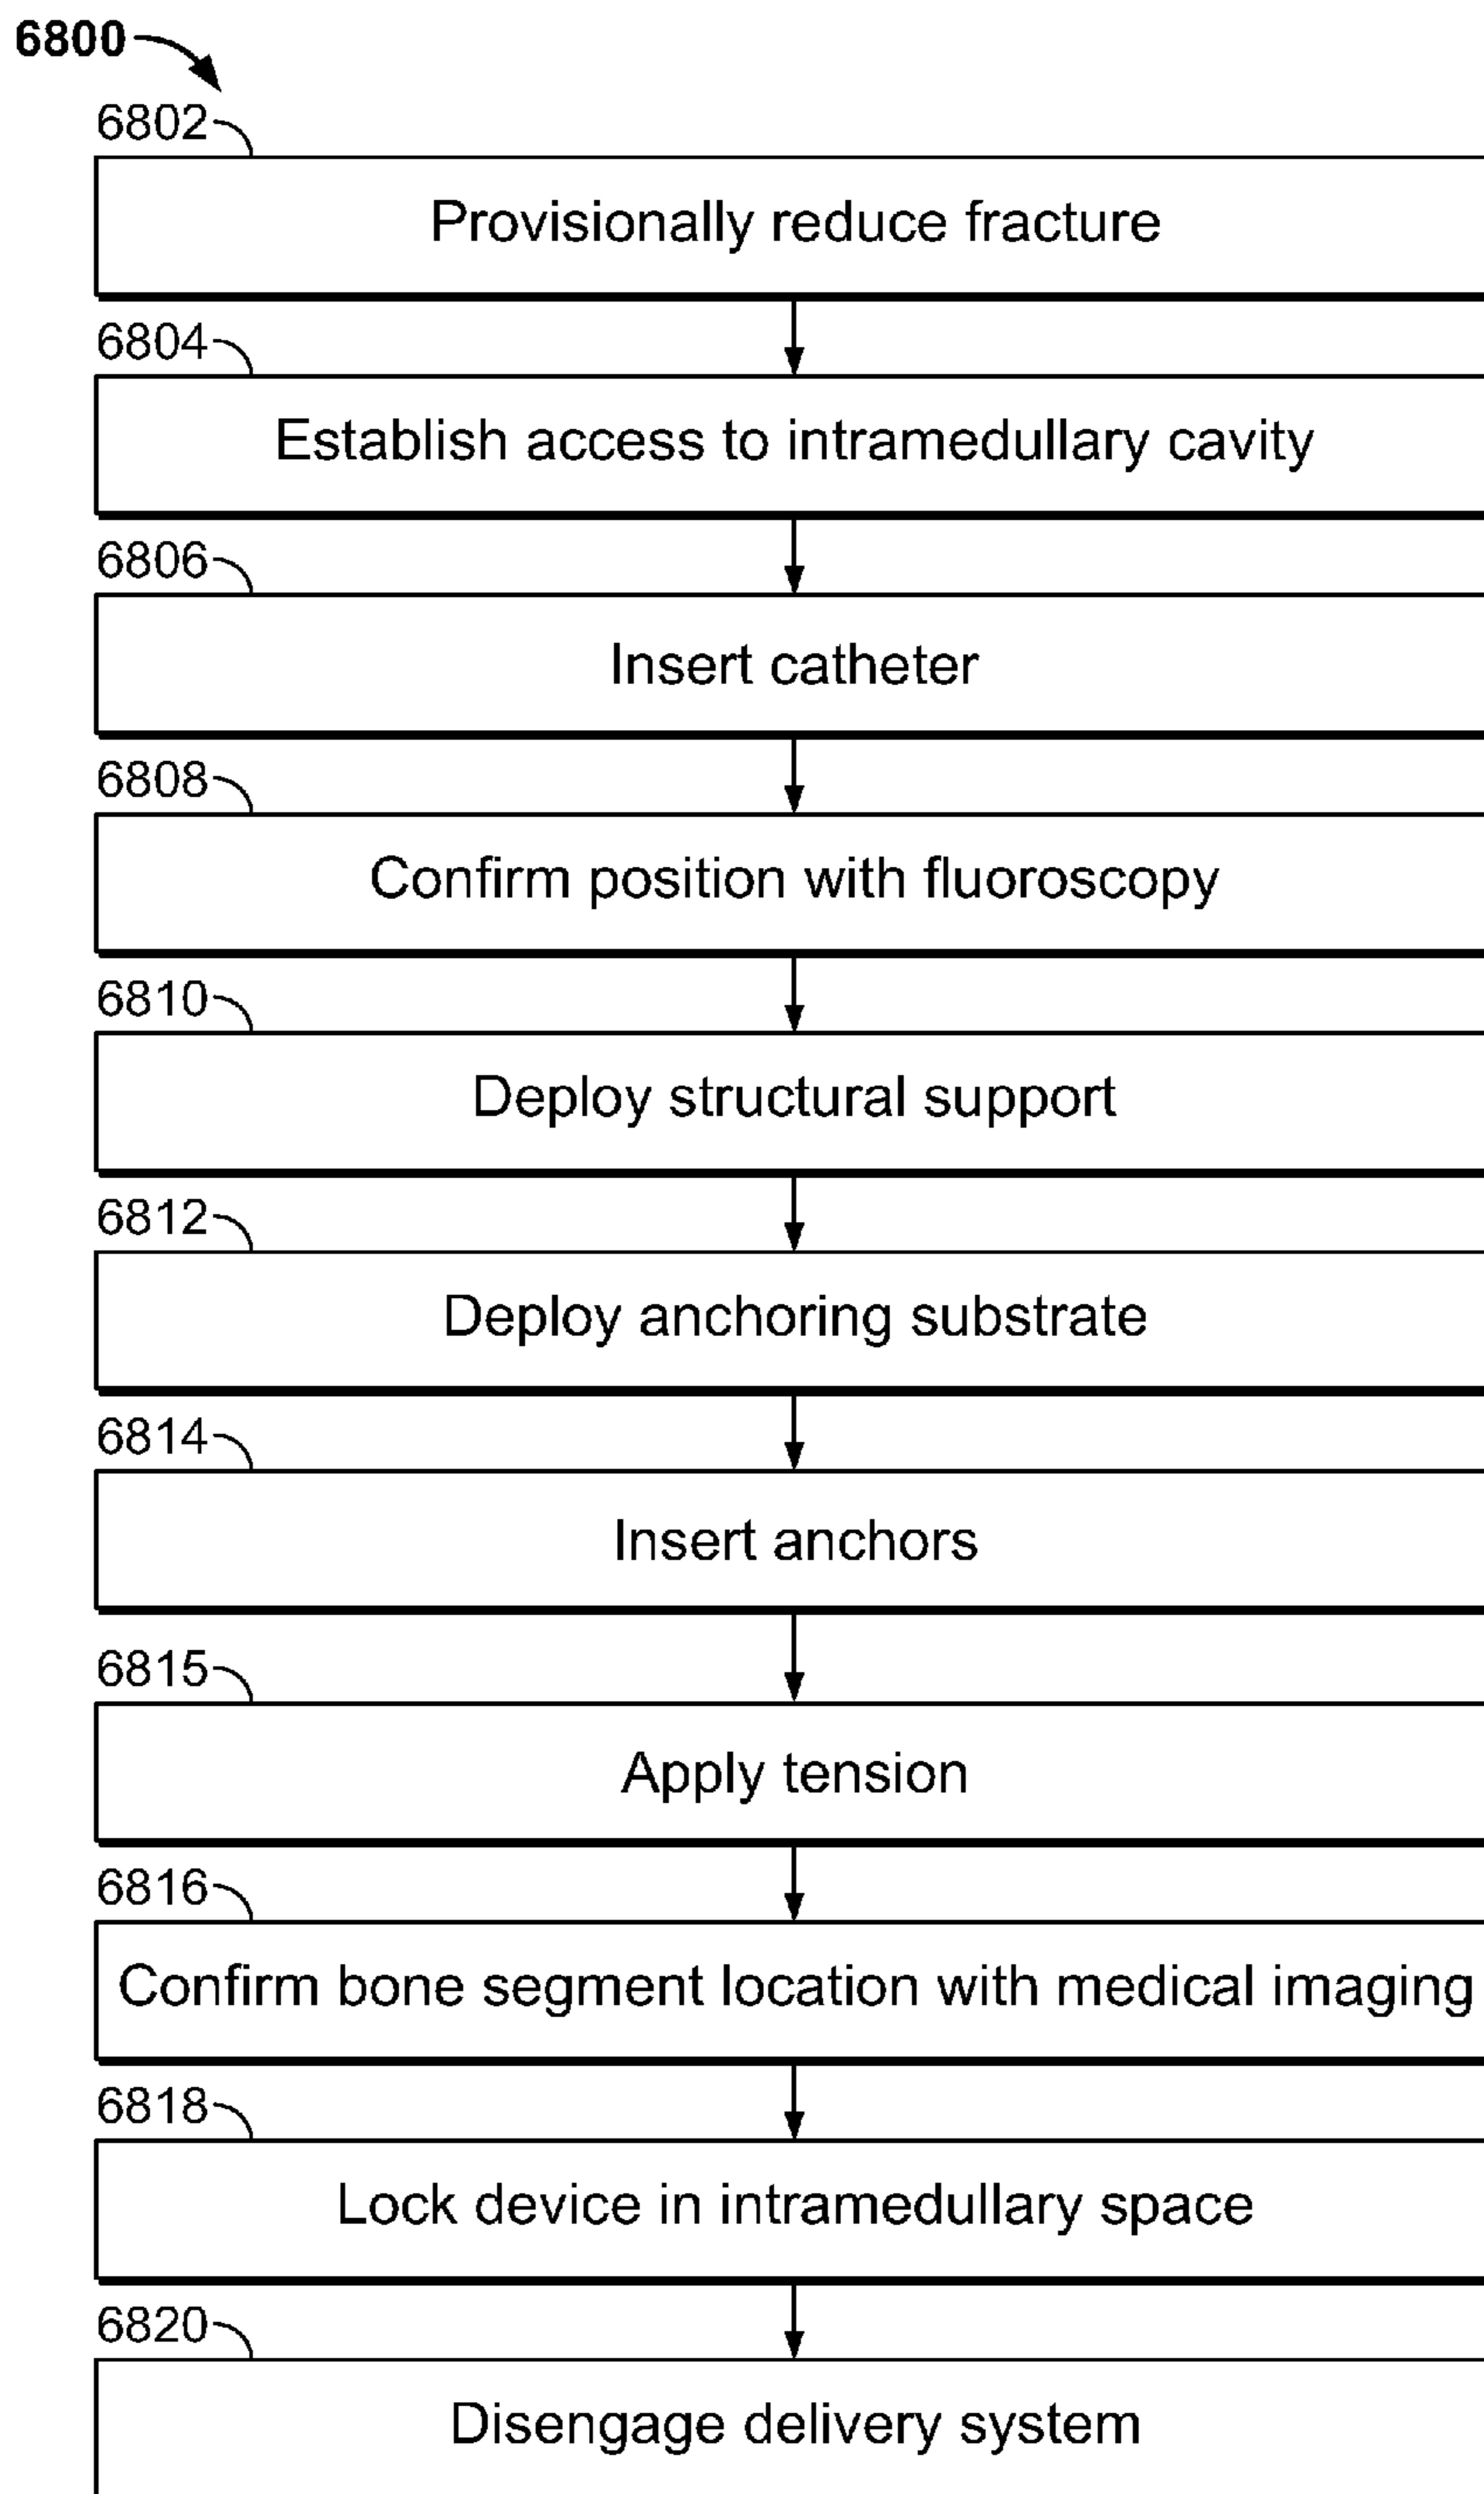 6800
6802
Provisionally reduce fracture
6804
Establish access to intramedullary cavity
6806
Insert catheter
6808
Confirm position with fluoroscopy
6810
Deploy structural support
6812
Deploy anchoring substrate
6814
Insert anchors
6815
Apply tension
6816
Confirm bone segment location with medical imaging
6818
Lock device in intramedullary space
6820
Disengage delivery system